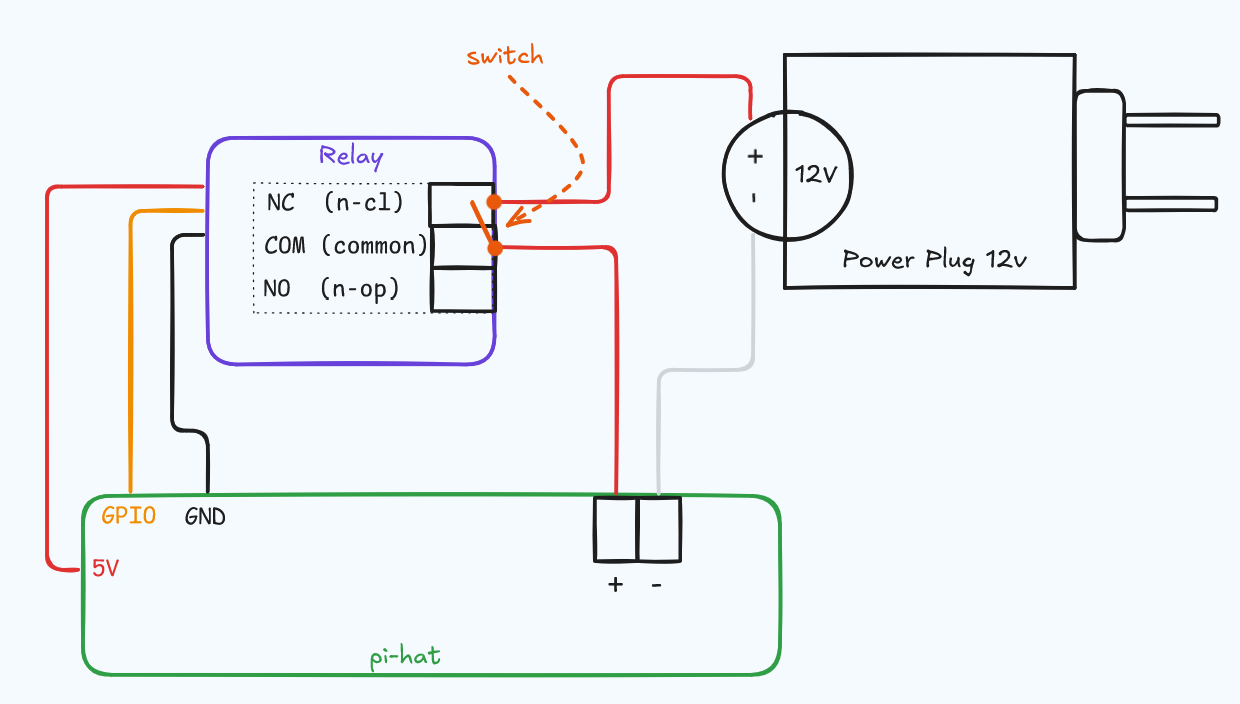 switch
Relay
NC (n-cl)
COM (common)
NO (n-op)
+
-
12V
Power Plug 12v
GPIO
GND
5V
+ -
pi-hat